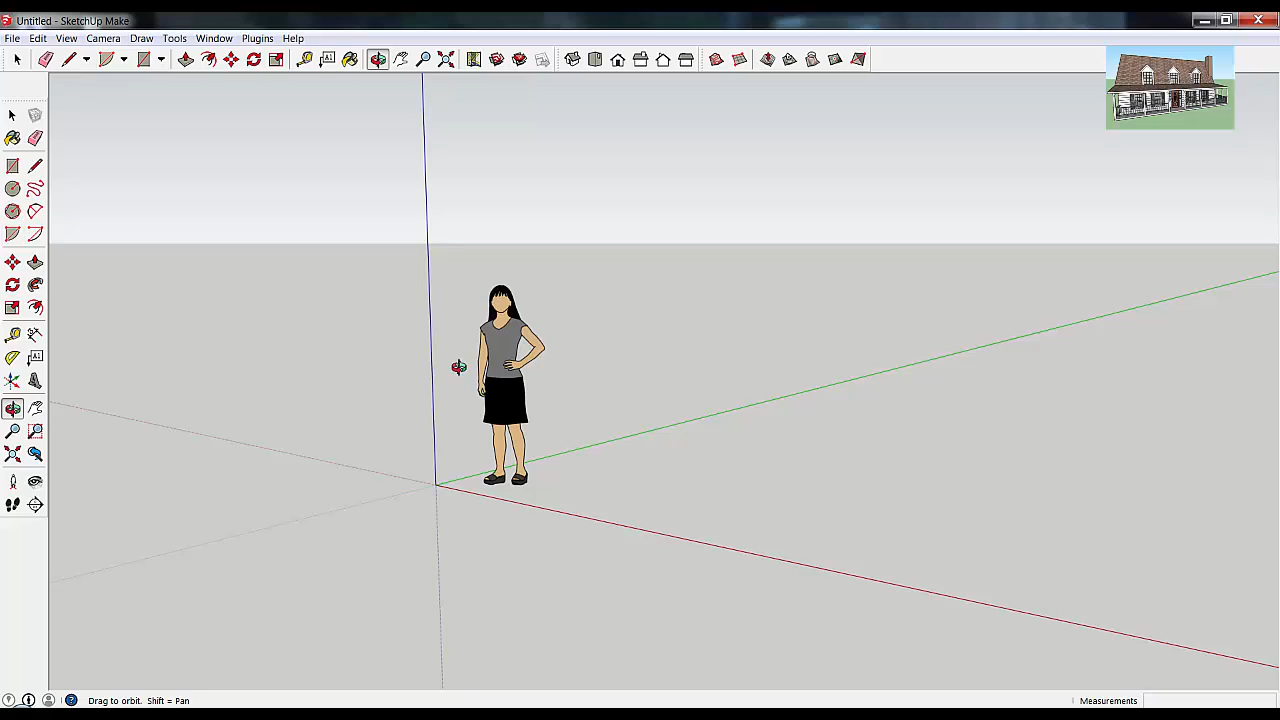 Untitled - SketchUp Make
File Edit View Camera Draw Tools Window Plugins Help
Drag to orbit. Shift = Pan
Measurements